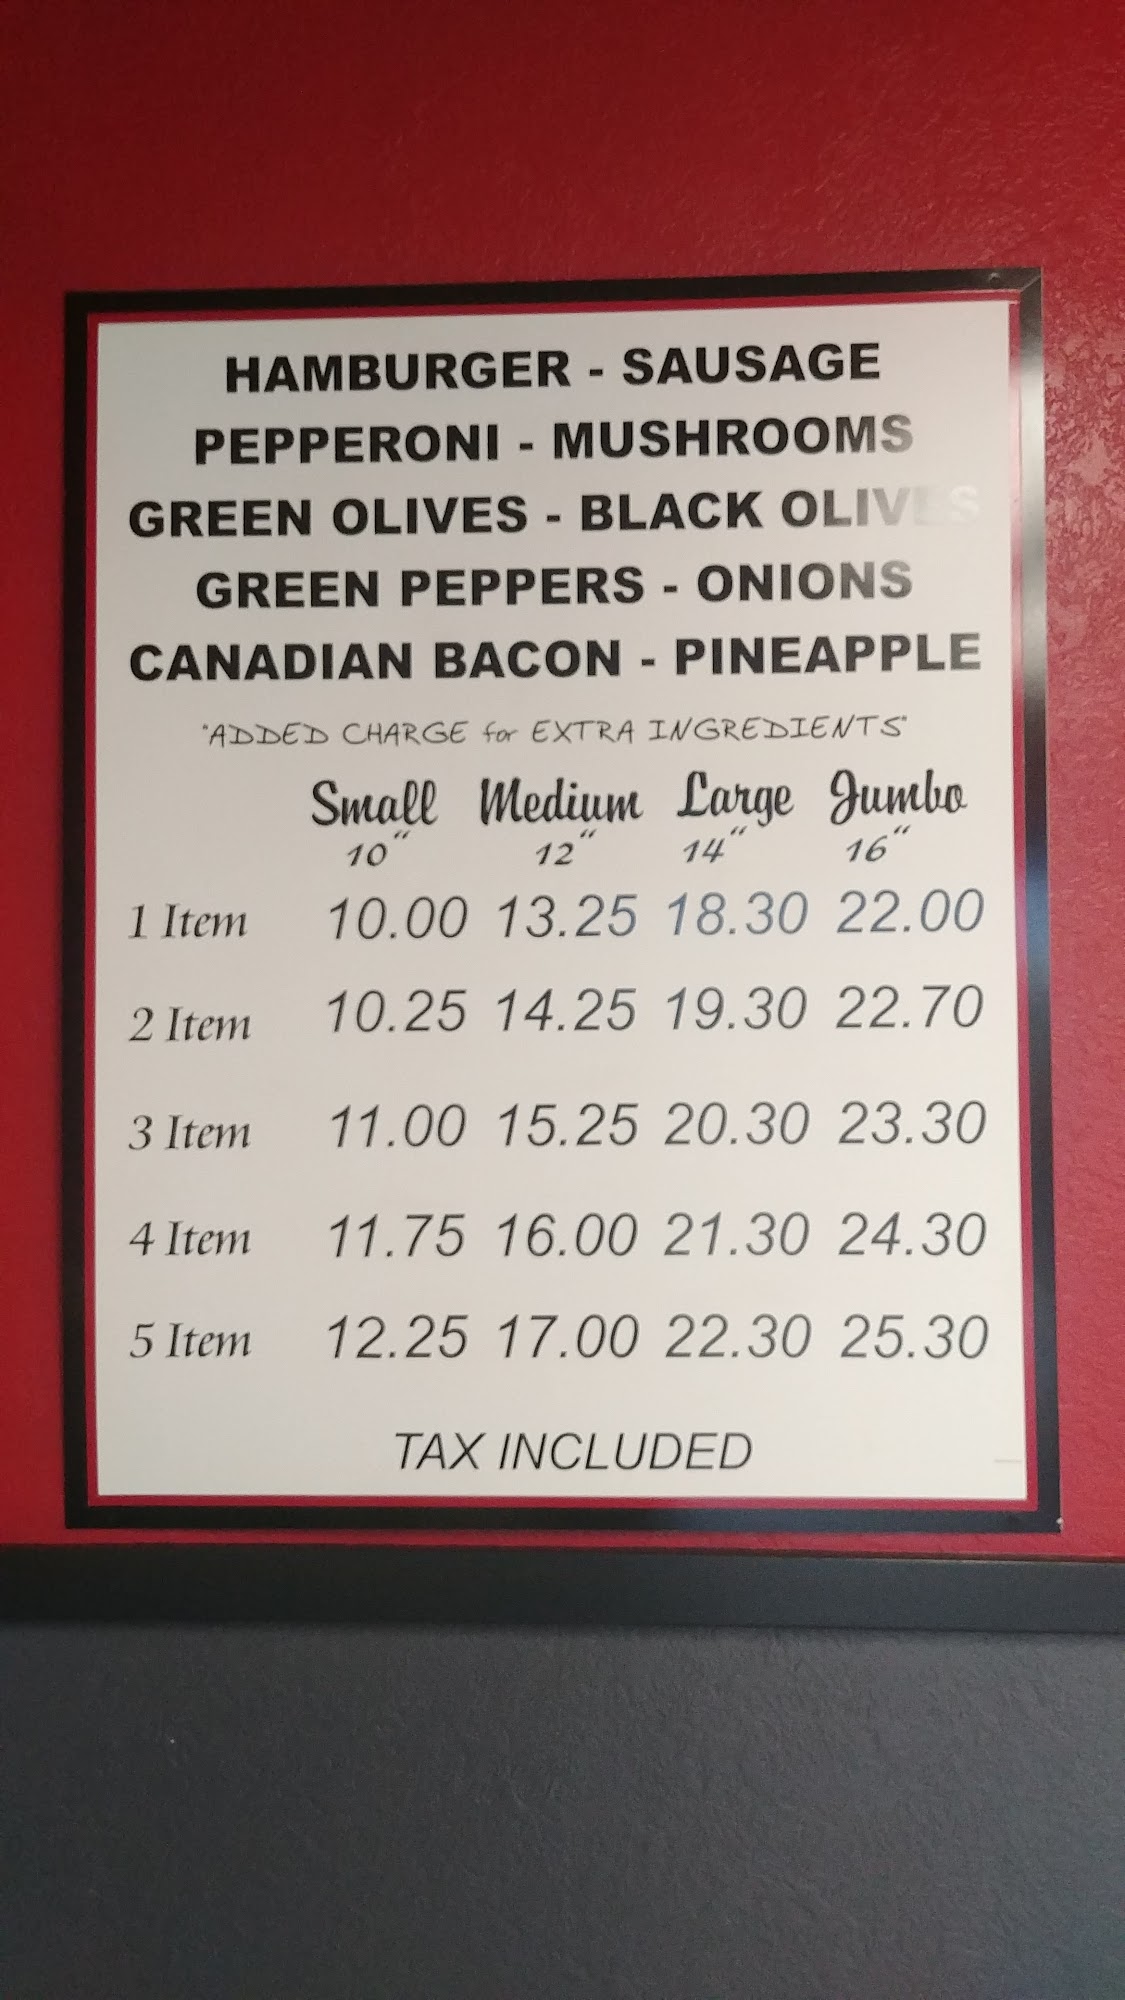 HAMBURGER - SAUSAGE
PEPPERONI - MUSHROOMS
GREEN OLIVES - BLACK OLIVES
GREEN PEPPERS - ONIONS
CANADIAN BACON - PINEAPPLE
"ADDED CHARGE for EXTRA INGREDIENTS"
Small Medium Large Jumbo
10" 12" 14" 16"
1 Item 10.00 13.25 18.30 22.00
2 Item 10.25 14.25 19.30 22.70
3 Item 11.00 15.25 20.30 23.30
4 Item 11.75 16.00 21.30 24.30
5 Item 12.25 17.00 22.30 25.30
TAX INCLUDED